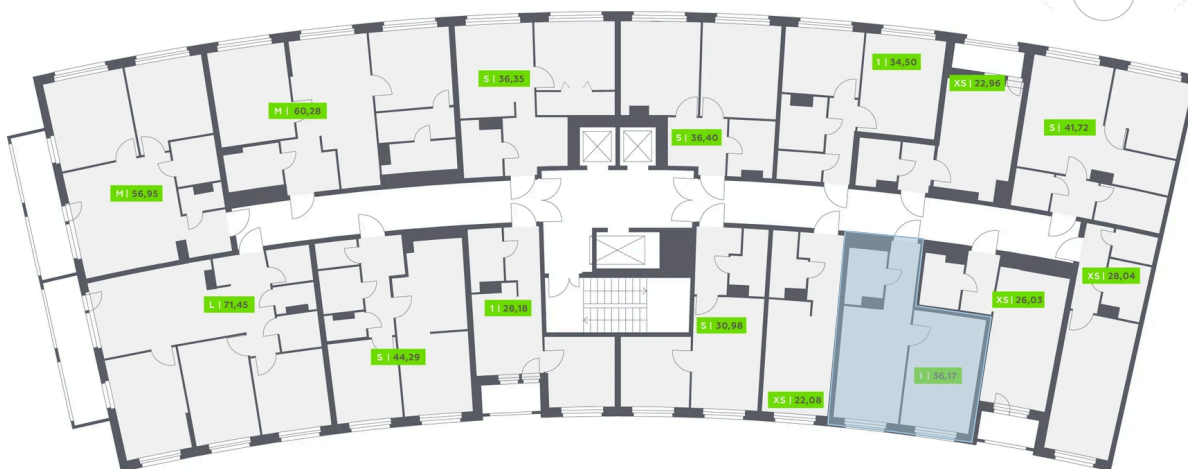 1 | 34,50
S | 36,35
XS | 22,96
M | 60,28
S | 41,72
S | 36,40
M | 56,95
XS | 28,04
L | 71,45
1 | 28,18
XS | 26,03
S | 30,98
S | 44,29
1 | 36,17
XS | 22,08